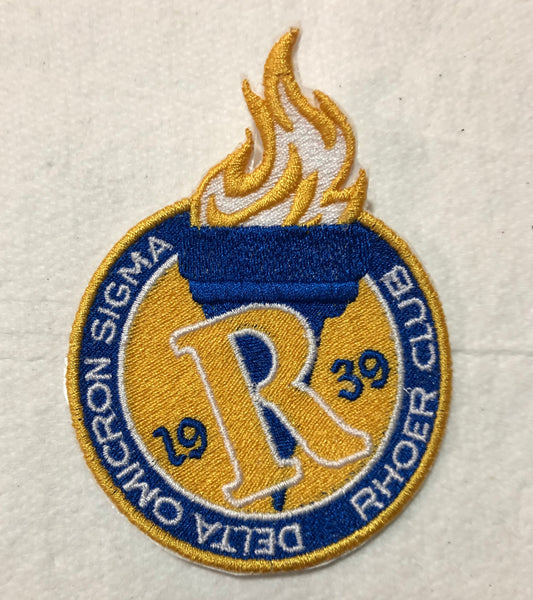 DELTA OMICRON SIGMA
RHOER CLUB
R
19 39